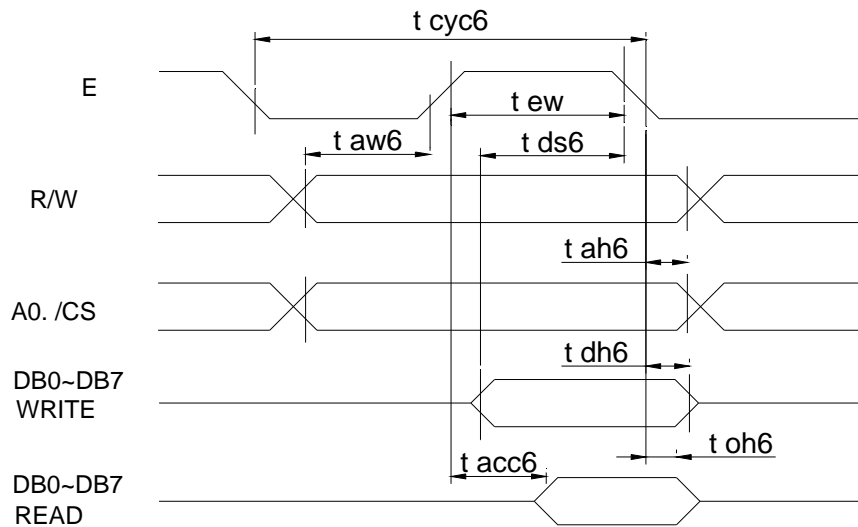 t cyc6
E
t ew
t aw6
t ds6
R/W
t ah6
A0. /CS
t dh6
DB0~DB7
WRITE
t oh6
t acc6
DB0~DB7
READ